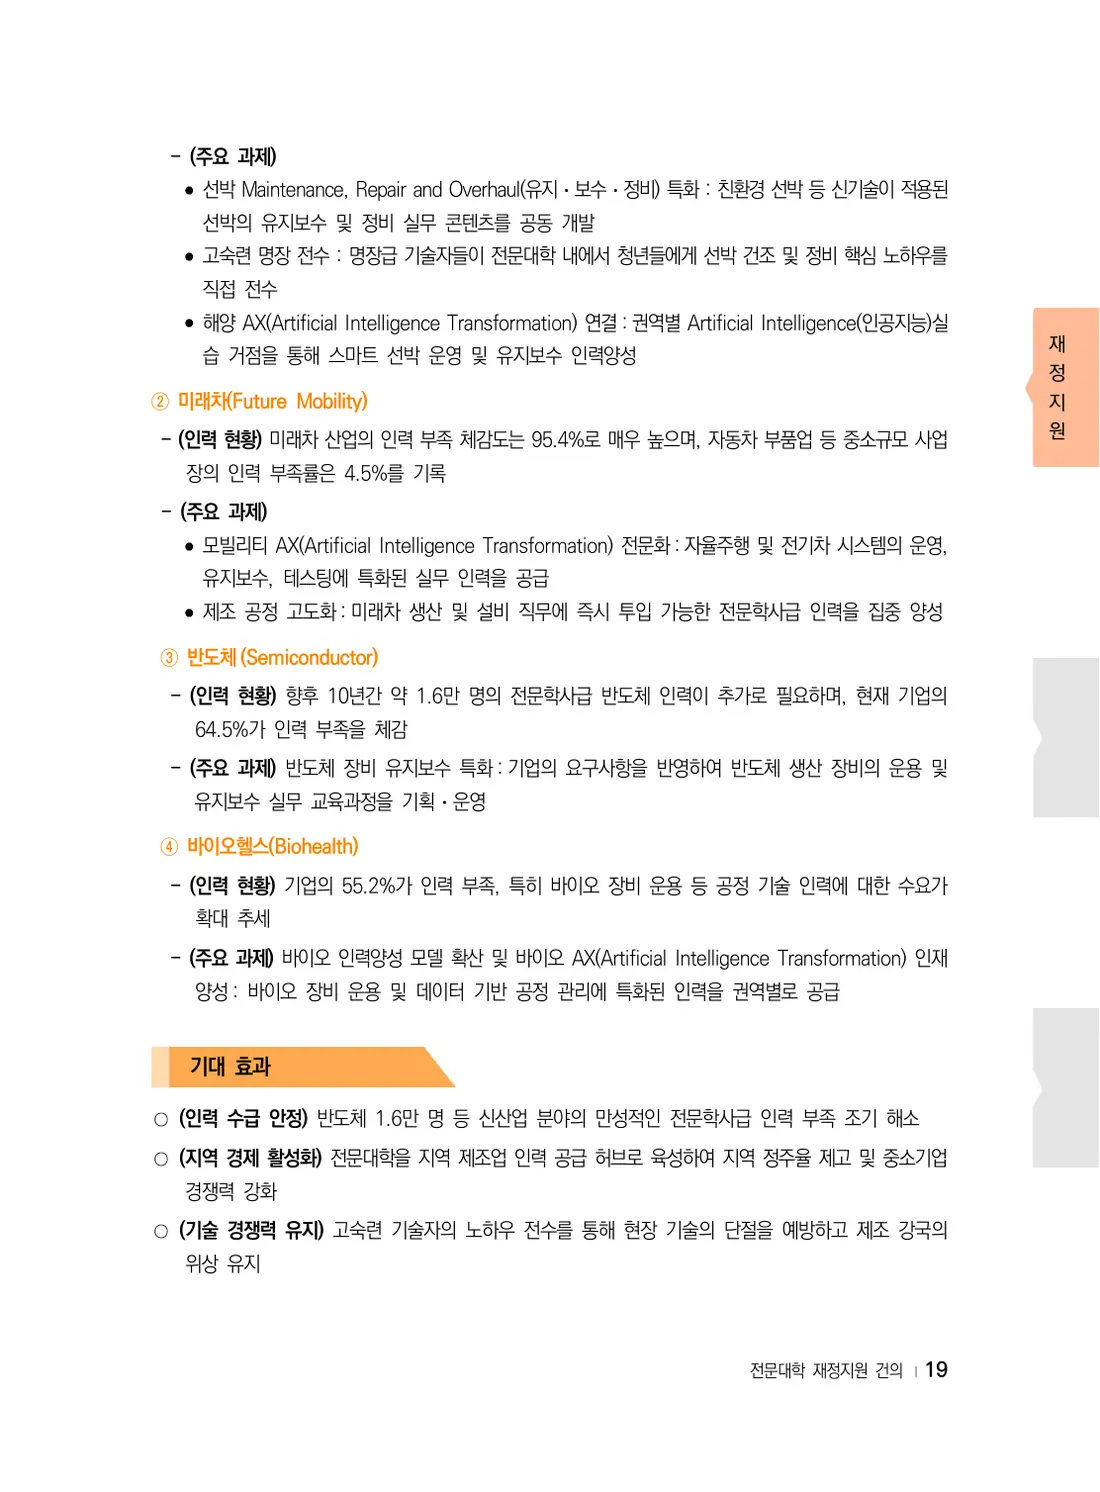 - (주요 과제)
• 선박 Maintenance, Repair and Overhaul(유지·보수·정비) 특화 : 친환경 선박 등 신기술이 적용된
선박의 유지보수 및 정비 실무 콘텐츠를 공동 개발
• 고숙련 명장 전수 : 명장급 기술자들이 전문대학 내에서 청년들에게 선박 건조 및 정비 핵심 노하우를
직접 전수
• 해양 AX(Artificial Intelligence Transformation) 연결 : 권역별 Artificial Intelligence(인공지능)실
습 거점을 통해 스마트 선박 운영 및 유지보수 인력양성
② 미래차(Future Mobility)
- (인력 현황) 미래차 산업의 인력 부족 체감도는 95.4%로 매우 높으며, 자동차 부품업 등 중소규모 사업
장의 인력 부족률은 4.5%를 기록
- (주요 과제)
• 모빌리티 AX(Artificial Intelligence Transformation) 전문화 : 자율주행 및 전기차 시스템의 운영,
유지보수, 테스팅에 특화된 실무 인력을 공급
• 제조 공정 고도화 : 미래차 생산 및 설비 직무에 즉시 투입 가능한 전문학사급 인력을 집중 양성
③ 반도체 (Semiconductor)
- (인력 현황) 향후 10년간 약 1.6만 명의 전문학사급 반도체 인력이 추가로 필요하며, 현재 기업의
64.5%가 인력 부족을 체감
- (주요 과제) 반도체 장비 유지보수 특화 : 기업의 요구사항을 반영하여 반도체 생산 장비의 운용 및
유지보수 실무 교육과정을 기획·운영
④ 바이오헬스(Biohealth)
- (인력 현황) 기업의 55.2%가 인력 부족, 특히 바이오 장비 운용 등 공정 기술 인력에 대한 수요가
확대 추세
- (주요 과제) 바이오 인력양성 모델 확산 및 바이오 AX(Artificial Intelligence Transformation) 인재
양성 : 바이오 장비 운용 및 데이터 기반 공정 관리에 특화된 인력을 권역별로 공급
기대 효과
○ (인력 수급 안정) 반도체 1.6만 명 등 신산업 분야의 만성적인 전문학사급 인력 부족 조기 해소
○ (지역 경제 활성화) 전문대학을 지역 제조업 인력 공급 허브로 육성하여 지역 정주율 제고 및 중소기업
경쟁력 강화
○ (기술 경쟁력 유지) 고숙련 기술자의 노하우 전수를 통해 현장 기술의 단절을 예방하고 제조 강국의
위상 유지
재
정
지
원
전문대학 재정지원 건의 | 19